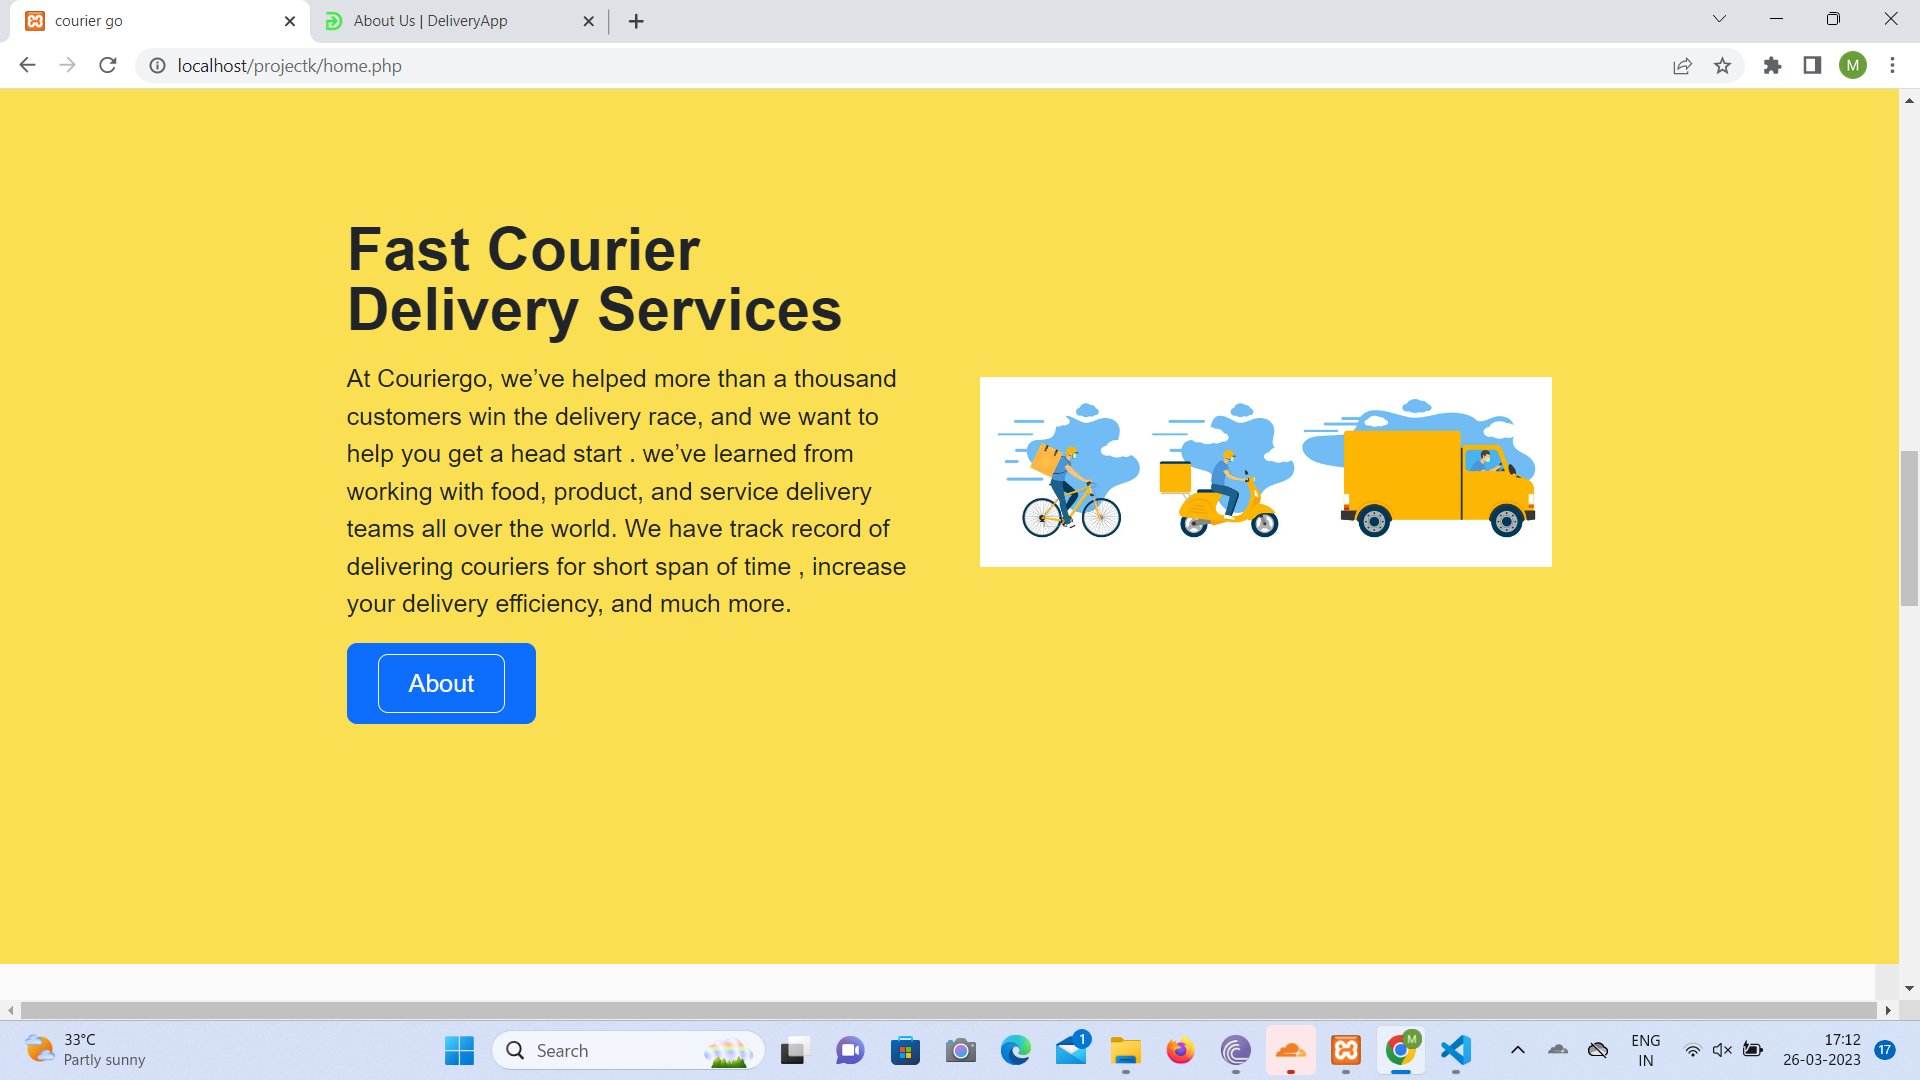 courier go
About Us | DeliveryApp
localhost/projectk/home.php
M
Fast Courier
Delivery Services
At Couriergo, we’ve helped more than a thousand
customers win the delivery race, and we want to
help you get a head start . we’ve learned from
working with food, product, and service delivery
teams all over the world. We have track record of
delivering couriers for short span of time , increase
your delivery efficiency, and much more.
About
33°C
Partly sunny
Search
1
M
ENG
IN
17:12
26-03-2023
17